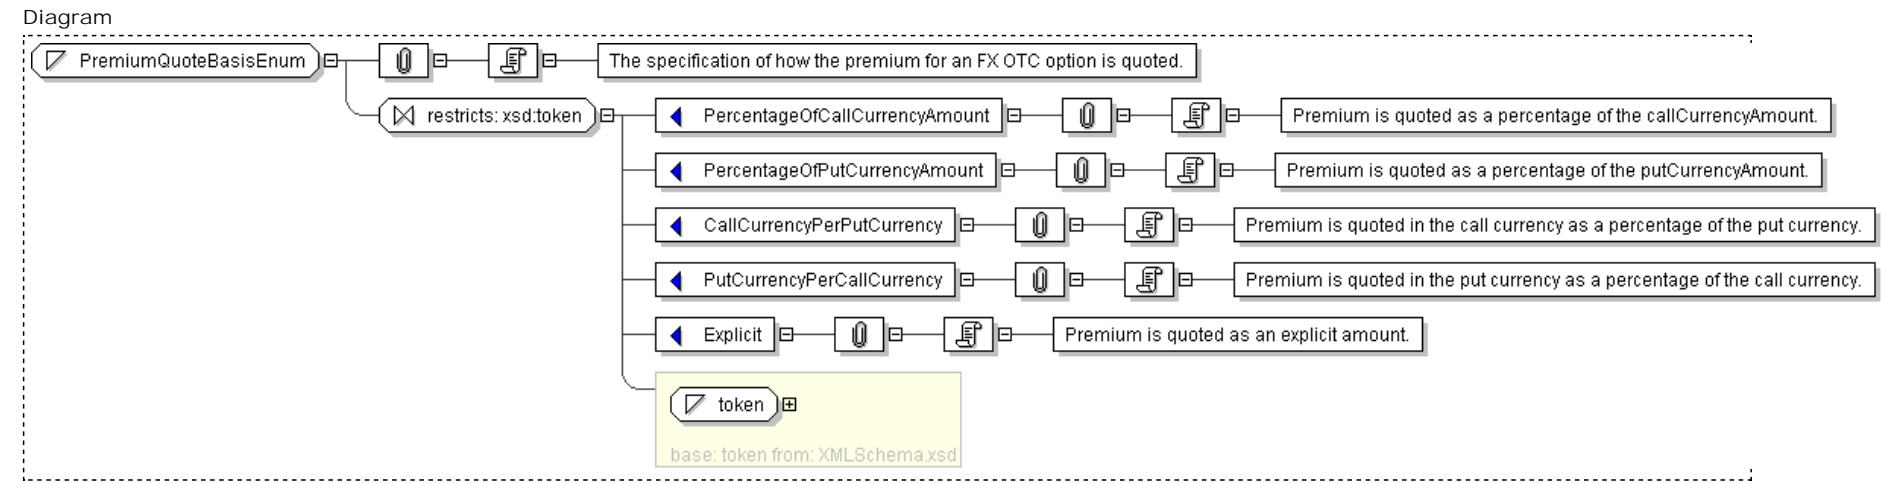 Diagram
PremiumQuoteBasisEnum
The specification of how the premium for an FX OTC option is quoted.
restricts: xsd:token
PercentageOfCallCurrencyAmount
Premium is quoted as a percentage of the callCurrencyAmount.
PercentageOfPutCurrencyAmount
Premium is quoted as a percentage of the putCurrencyAmount.
CallCurrencyPerPutCurrency
Premium is quoted in the call currency as a percentage of the put currency.
PutCurrencyPerCallCurrency
Premium is quoted in the put currency as a percentage of the call currency.
Explicit
Premium is quoted as an explicit amount.
token
base: token from: XMLSchema.xsd